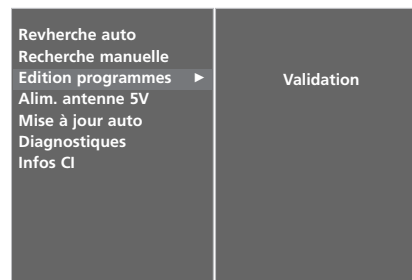 Revherche auto
Recherche manuelle
Edition programmes ►
Validation
Alim. antenne 5V
Mise à jour auto
Diagnostiques
Infos CI